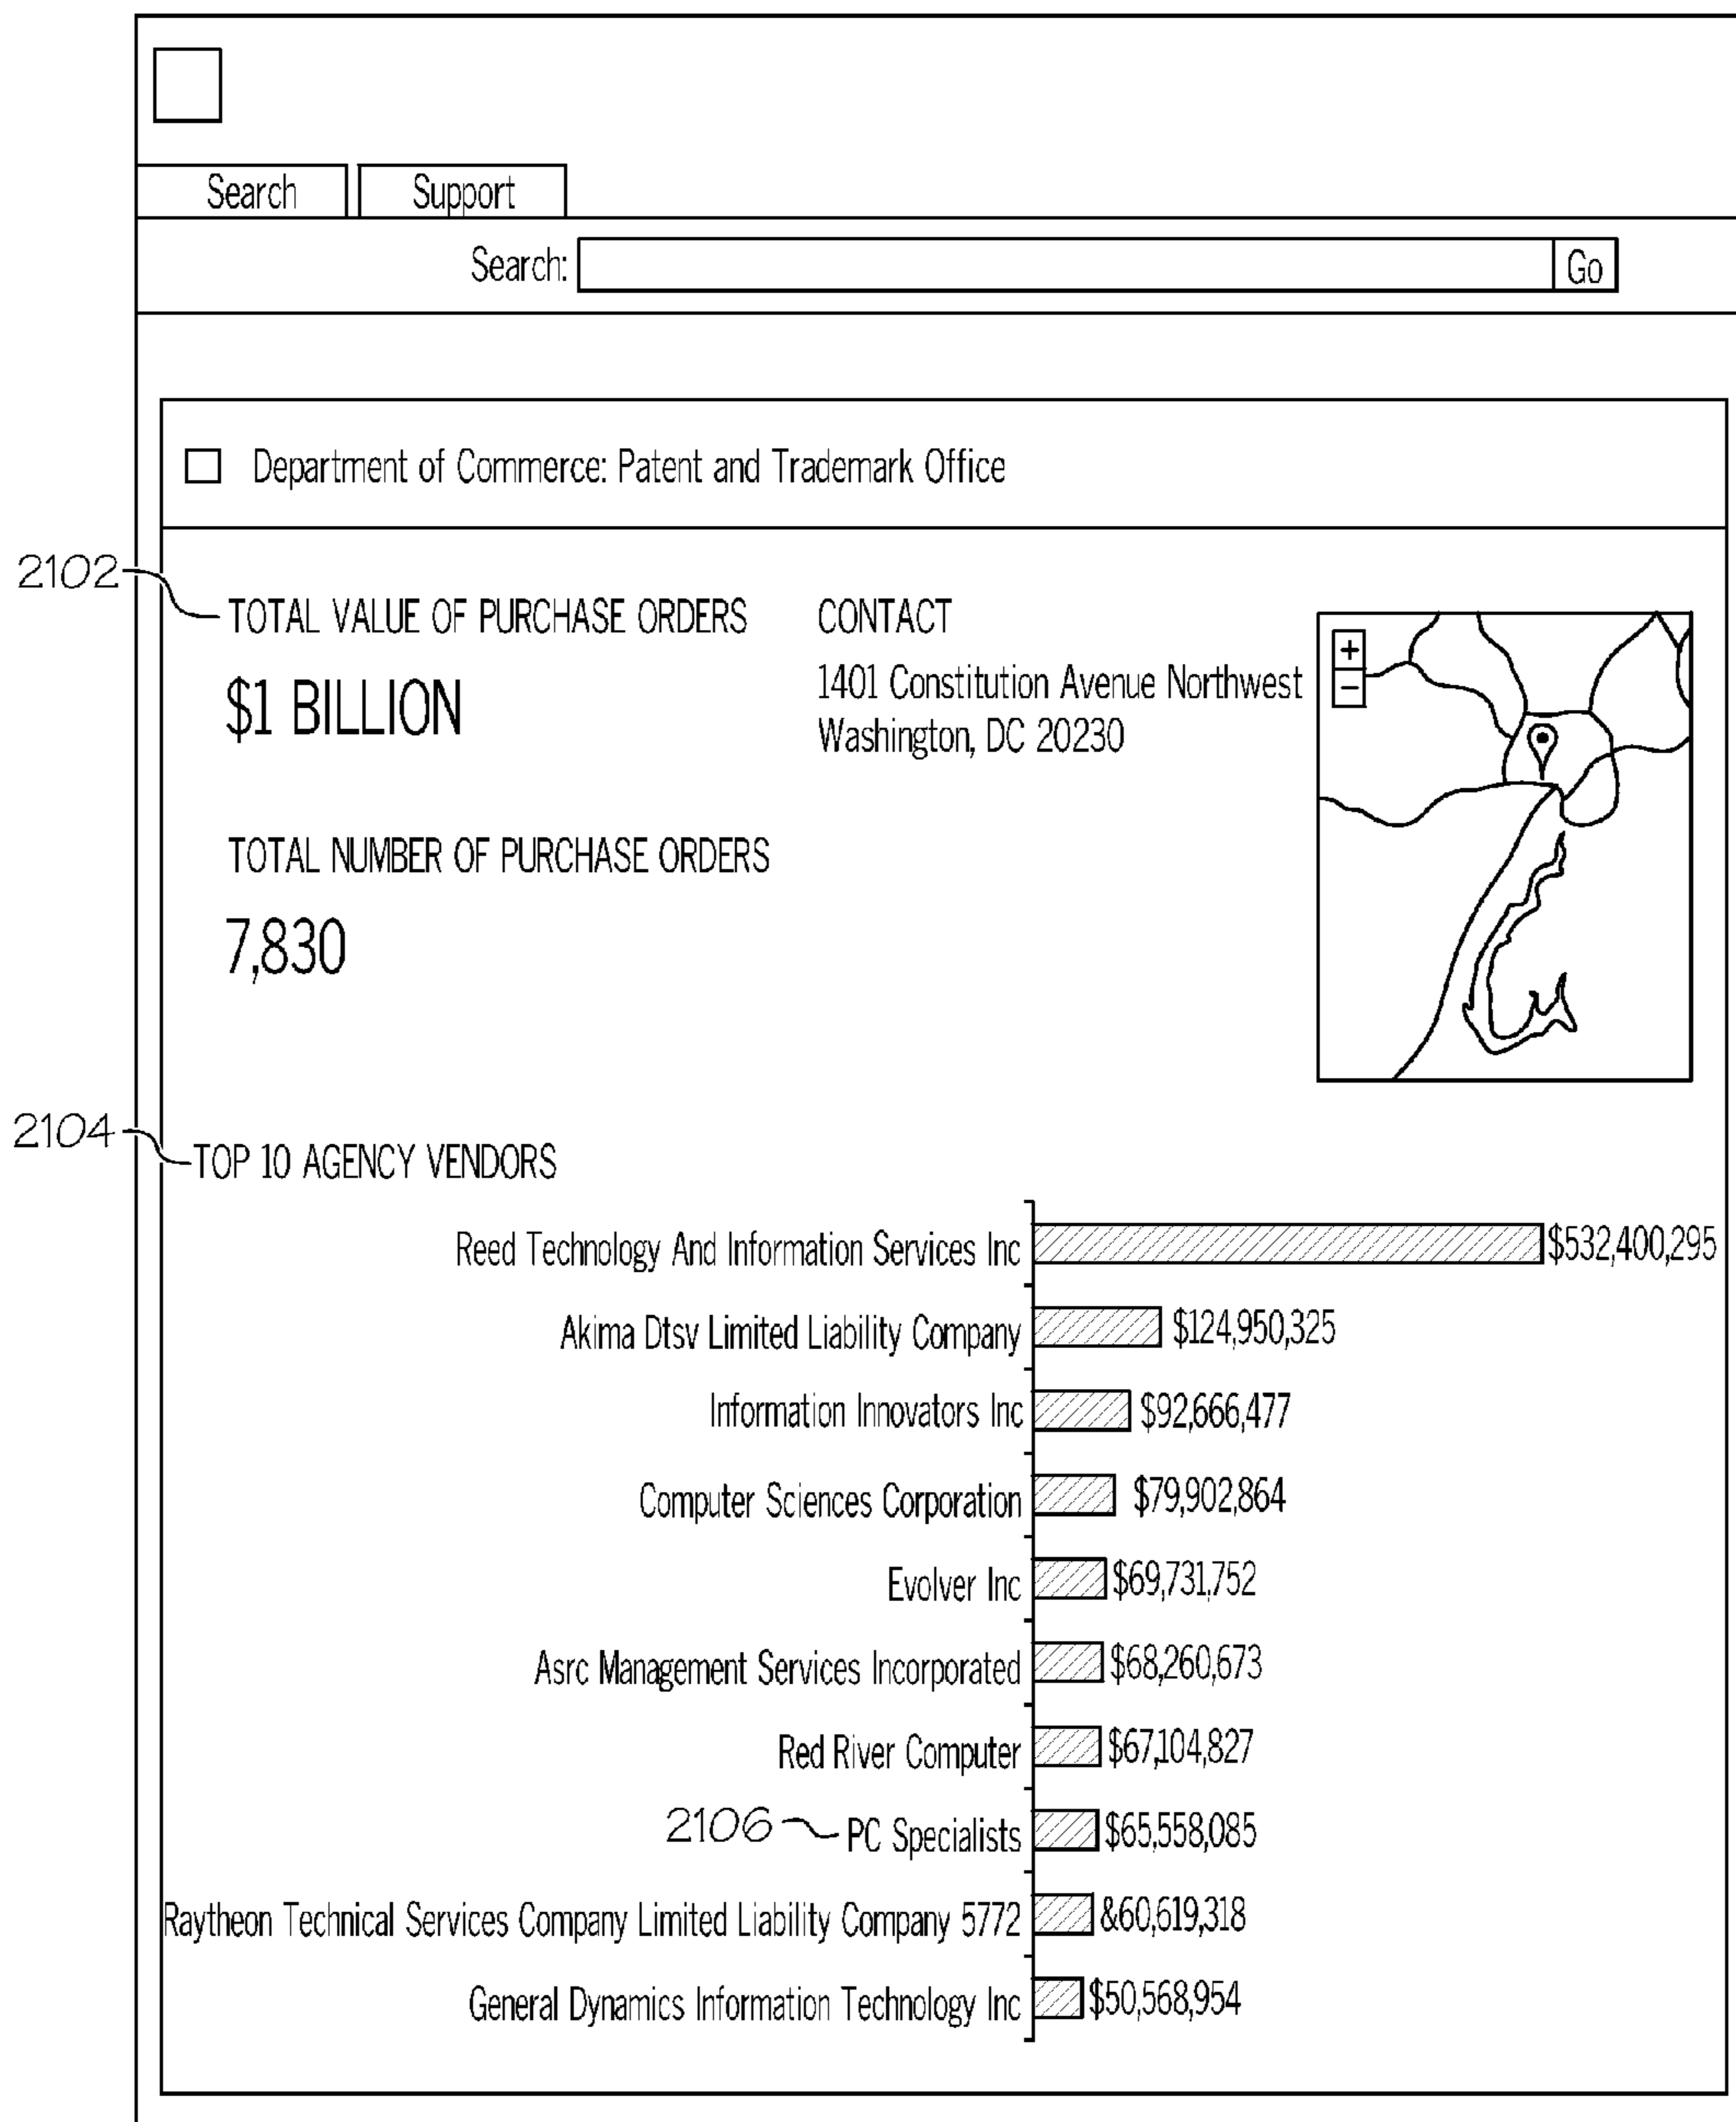 Search Support
Search: Go
Department of Commerce: Patent and Trademark Office
2102
TOTAL VALUE OF PURCHASE ORDERS
$1 BILLION
CONTACT
1401 Constitution Avenue Northwest
Washington, DC 20230
+
−
TOTAL NUMBER OF PURCHASE ORDERS
7,830
2104
TOP 10 AGENCY VENDORS
Reed Technology And Information Services Inc $532,400,295
Akima Dtsv Limited Liability Company $124,950,325
Information Innovators Inc $92,666,477
Computer Sciences Corporation $79,902,864
Evolver Inc $69,731,752
Asrc Management Services Incorporated $68,260,673
Red River Computer $67,104,827
2106 PC Specialists $65,558,085
Raytheon Technical Services Company Limited Liability Company 5772 &60,619,318
General Dynamics Information Technology Inc $50,568,954